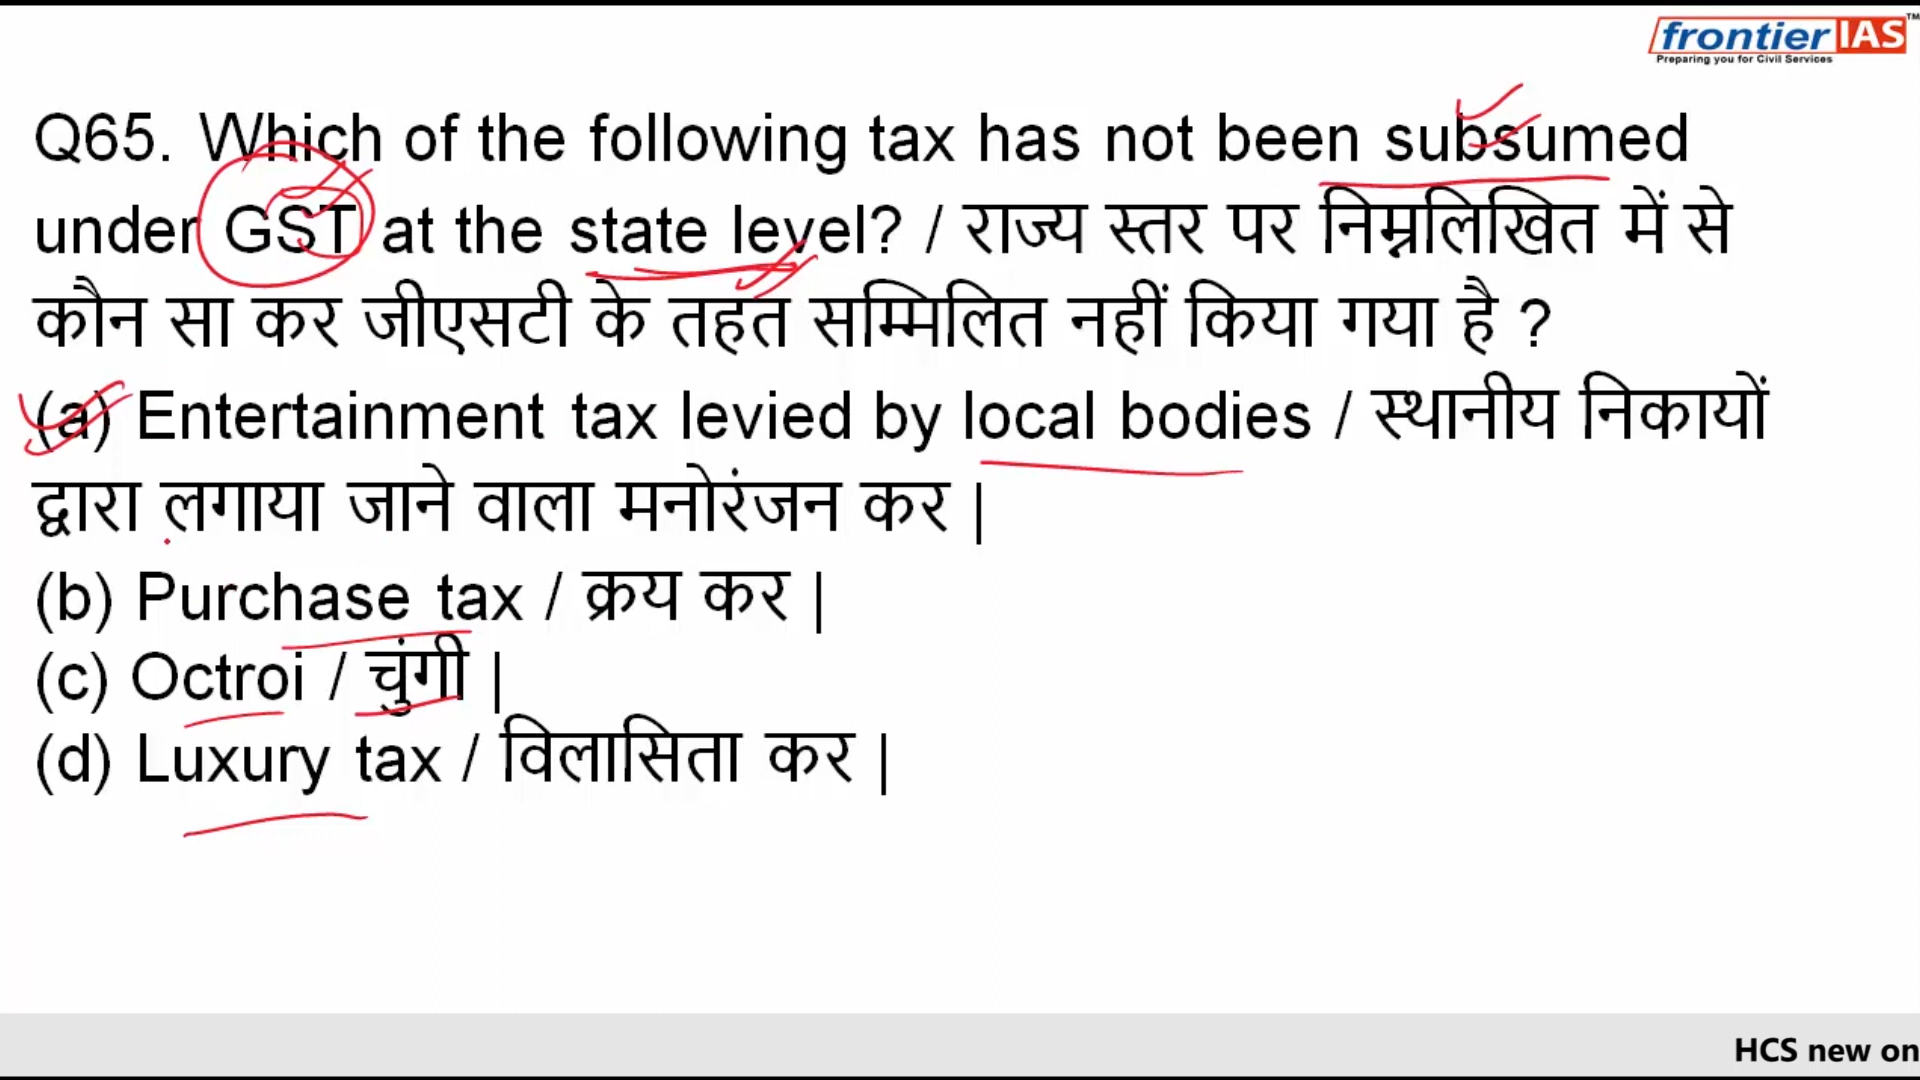 frontier IAS™
Preparing you for Civil Services
Q65. Which of the following tax has not been subsumed
under GST at the state level? / राज्य स्तर पर निम्नलिखित में से
कौन सा कर जीएसटी के तहत सम्मिलित नहीं किया गया है ?
(a) Entertainment tax levied by local bodies / स्थानीय निकायों
द्वारा लगाया जाने वाला मनोरंजन कर |
(b) Purchase tax / क्रय कर |
(c) Octroi / चुंगी |
(d) Luxury tax / विलासिता कर |
HCS new on